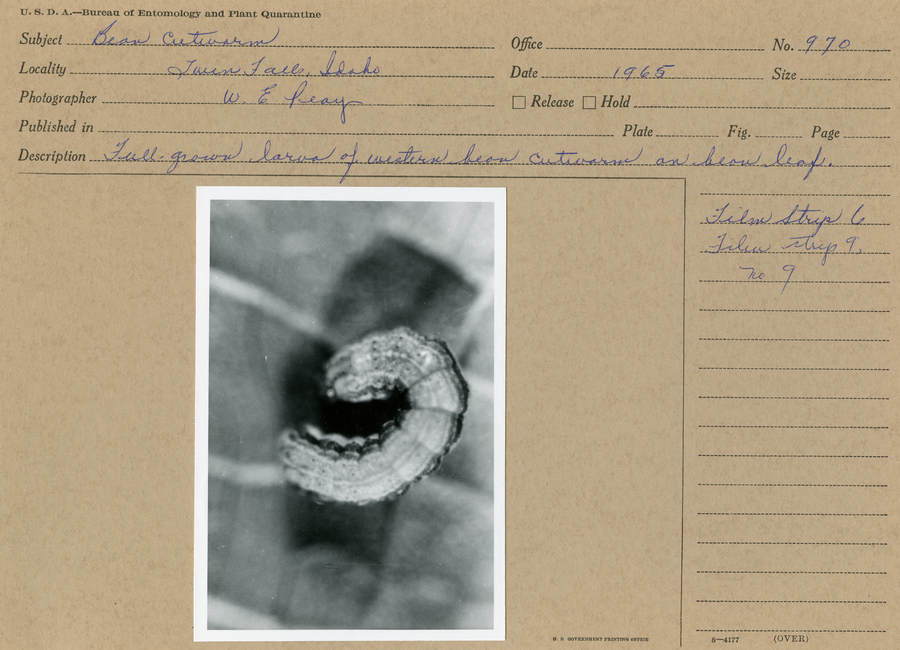 U. S. D. A.—Bureau of Entomology and Plant Quarantine
Subject Bean cutworm Office No. 970
Locality Twin Falls, Idaho Date 1965 Size
Photographer W. E. Peay Release Hold
Published in Plate Fig. Page
Description Full-grown larva of western bean cutworm on bean leaf.
Film Strip 6
Film strip 9,
no 9
U. S. GOVERNMENT PRINTING OFFICE 8—4177 (OVER)